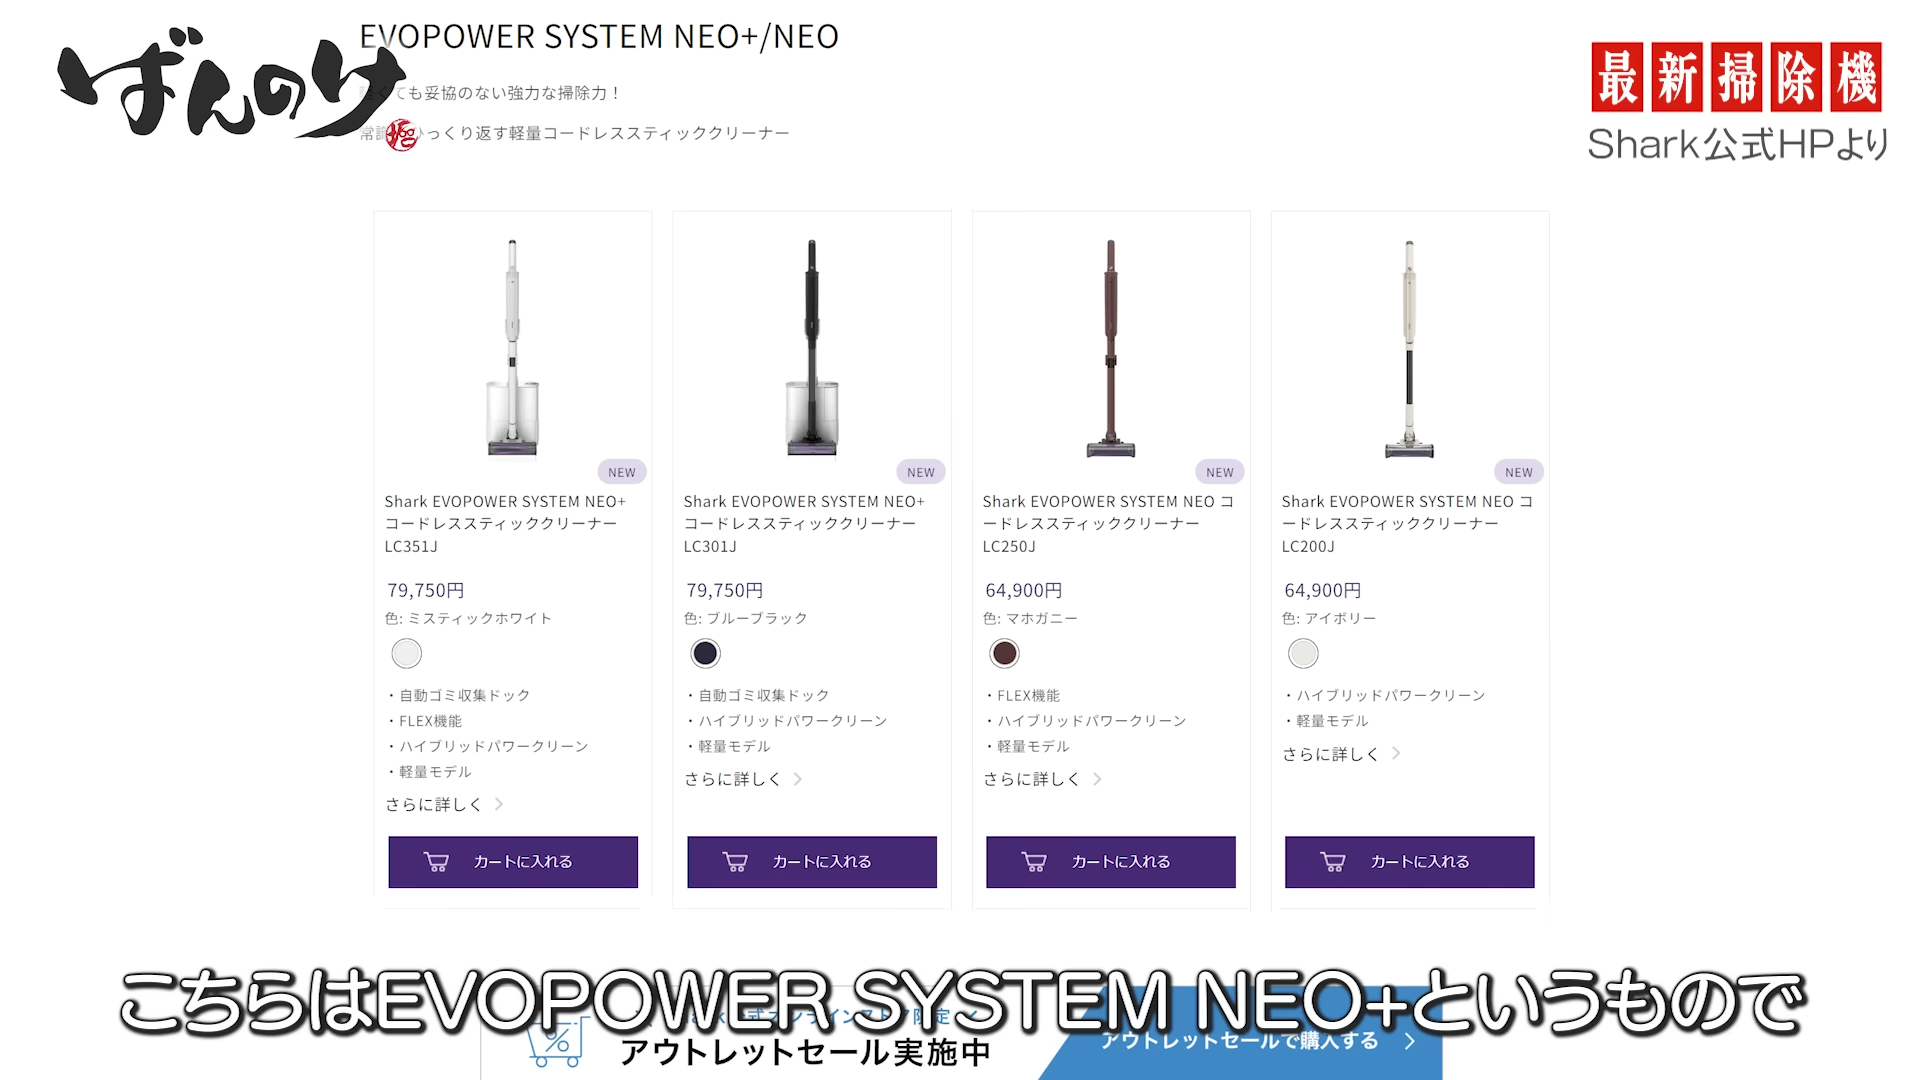 ばんのけ
EVOPOWER SYSTEM NEO+/NEO
ても妥協のない強力な掃除力！
っくり返す軽量コードレススティッククリーナー
最新掃除機
Shark公式HPより
NEW
Shark EVOPOWER SYSTEM NEO+
コードレススティッククリーナー
LC351J
79,750円
色: ミスティックホワイト
・自動ゴミ収集ドック
・FLEX機能
・ハイブリッドパワークリーン
・軽量モデル
さらに詳しく
カートに入れる
NEW
Shark EVOPOWER SYSTEM NEO+
コードレススティッククリーナー
LC301J
79,750円
色: ブルーブラック
・自動ゴミ収集ドック
・ハイブリッドパワークリーン
・軽量モデル
さらに詳しく
カートに入れる
NEW
Shark EVOPOWER SYSTEM NEO コ
ードレススティッククリーナー
LC250J
64,900円
色: マホガニー
・FLEX機能
・ハイブリッドパワークリーン
・軽量モデル
さらに詳しく
カートに入れる
NEW
Shark EVOPOWER SYSTEM NEO コ
ードレススティッククリーナー
LC200J
64,900円
色: アイボリー
・ハイブリッドパワークリーン
・軽量モデル
さらに詳しく
カートに入れる
こちらはEVOPOWER SYSTEM NEO+というもので
アウトレットセール実施中
アウトレットセールで購入する